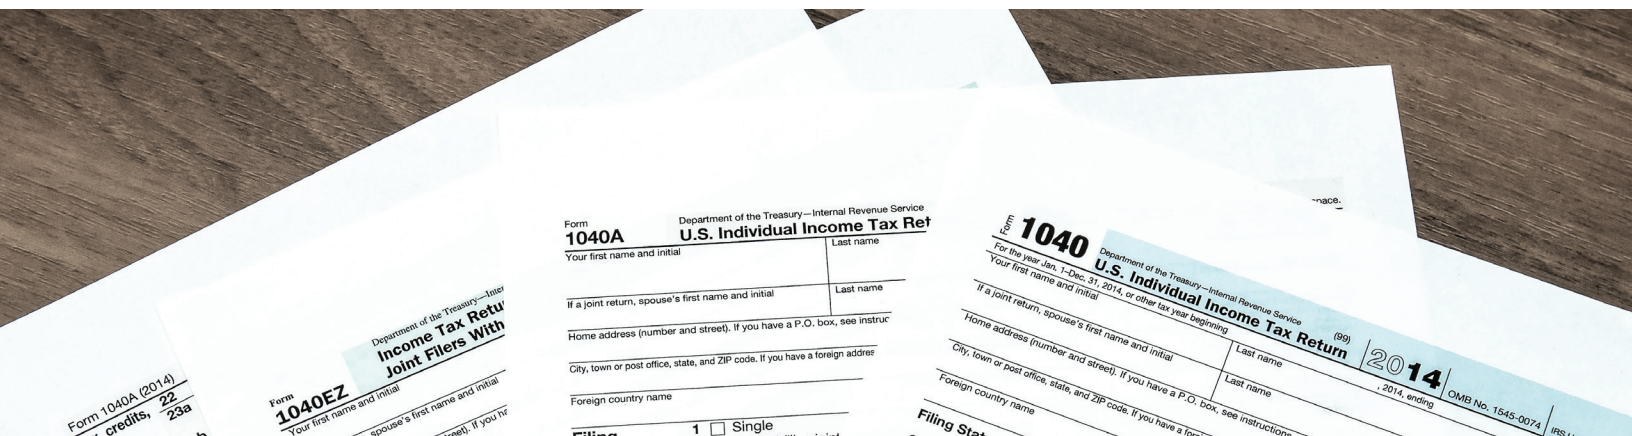 Form 1040A (2014)
credits, 22
23a
Form
1040EZ
Department of the Treasury—Inte
Income Tax Retu
Joint Filers With
Your first name and initial
spouse's first name and initial
Form
1040A
Department of the Treasury—Internal Revenue Service
U.S. Individual Income Tax Ret
Your first name and initial
Last name
If a joint return, spouse's first name and initial
Last name
Home address (number and street). If you have a P.O. box, see instruc
City, town or post office, state, and ZIP code. If you have a foreign addres
Foreign country name
Filing
1 Single
pace.
Form 1040
Department of the Treasury—Internal Revenue Service
(99)
U.S. Individual Income Tax Return
2014
OMB No. 1545-0074
IRS U
For the year Jan. 1–Dec. 31, 2014, or other tax year beginning
, 2014, ending
Your first name and initial
Last name
If a joint return, spouse's first name and initial
Last name
Home address (number and street). If you have a P.O. box, see instructions
City, town or post office, state, and ZIP code. If you have a for
Foreign country name
Filing Stat